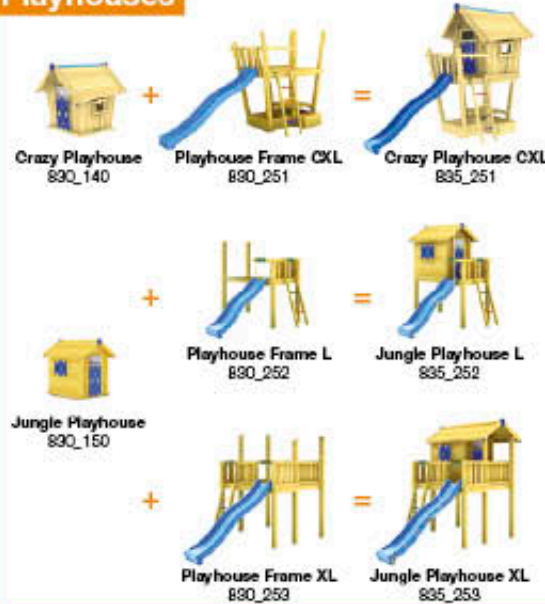 Playhouses
+
=
Crazy Playhouse
830_140
Playhouse Frame CXL
830_251
Crazy Playhouse CXL
835_251
+
=
Playhouse Frame L
830_252
Jungle Playhouse L
835_252
Jungle Playhouse
830_150
+
=
Playhouse Frame XL
830_253
Jungle Playhouse XL
835_253